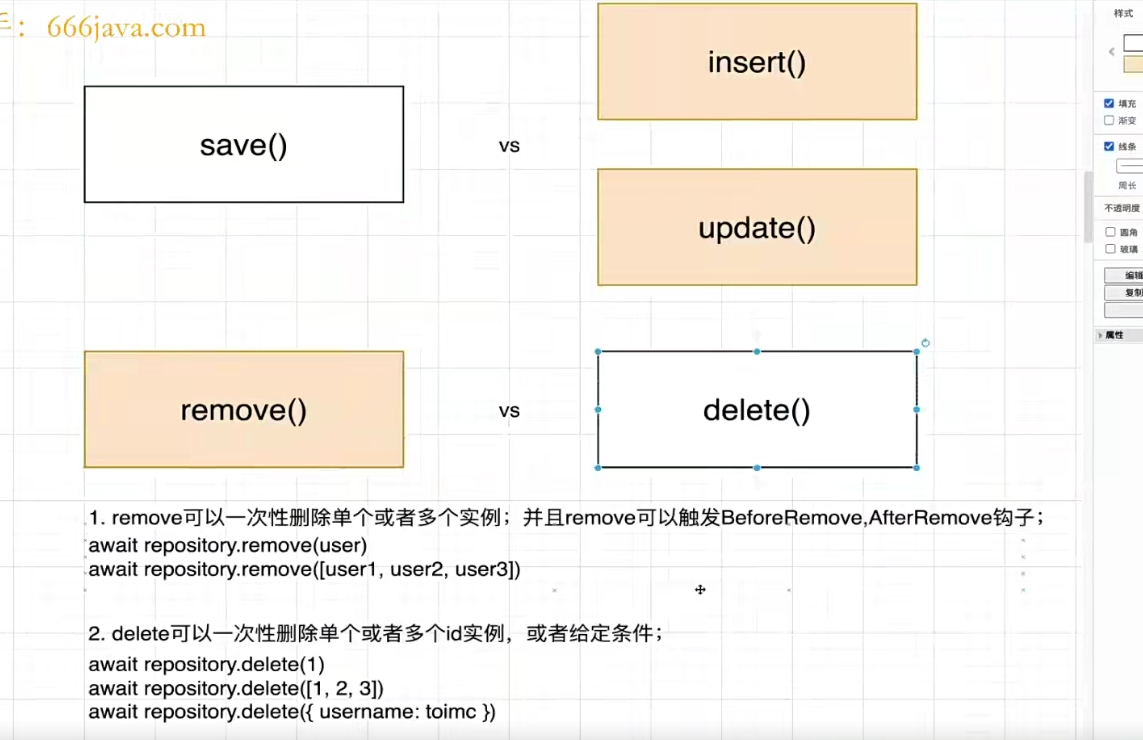 ：666java.com
样式
insert()
save()
vs
填充
渐变
线条
周长
update()
不透明度
圆角
玻璃
编辑
复制
属性
remove()
vs
delete()
1. remove可以一次性删除单个或者多个实例；并且remove可以触发BeforeRemove,AfterRemove钩子；
await repository.remove(user)
await repository.remove([user1, user2, user3])
2. delete可以一次性删除单个或者多个id实例，或者给定条件；
await repository.delete(1)
await repository.delete([1, 2, 3])
await repository.delete({ username: toimc })